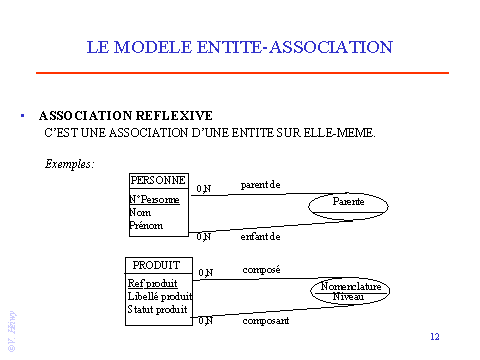 LE MODELE ENTITE-ASSOCIATION
• ASSOCIATION REFLEXIVE
C'EST UNE ASSOCIATION D'UNE ENTITE SUR ELLE-MEME.
Exemples:
PERSONNE
N°Personne
Nom
Prénom
0,N
parent de
Parente
0,N
enfant de
PRODUIT
Ref produit
Libellé produit
Statut produit
0,N
composé
Nomenclature
Niveau
0,N
composant
12